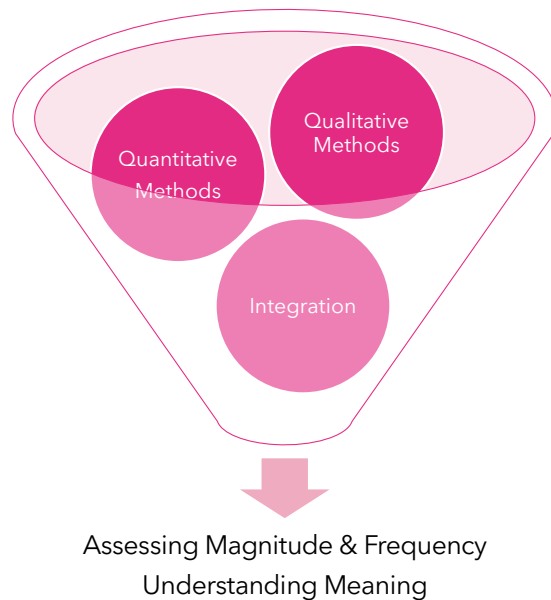 Quantitative
Methods
Qualitative
Methods
Integration
Assessing Magnitude & Frequency
Understanding Meaning